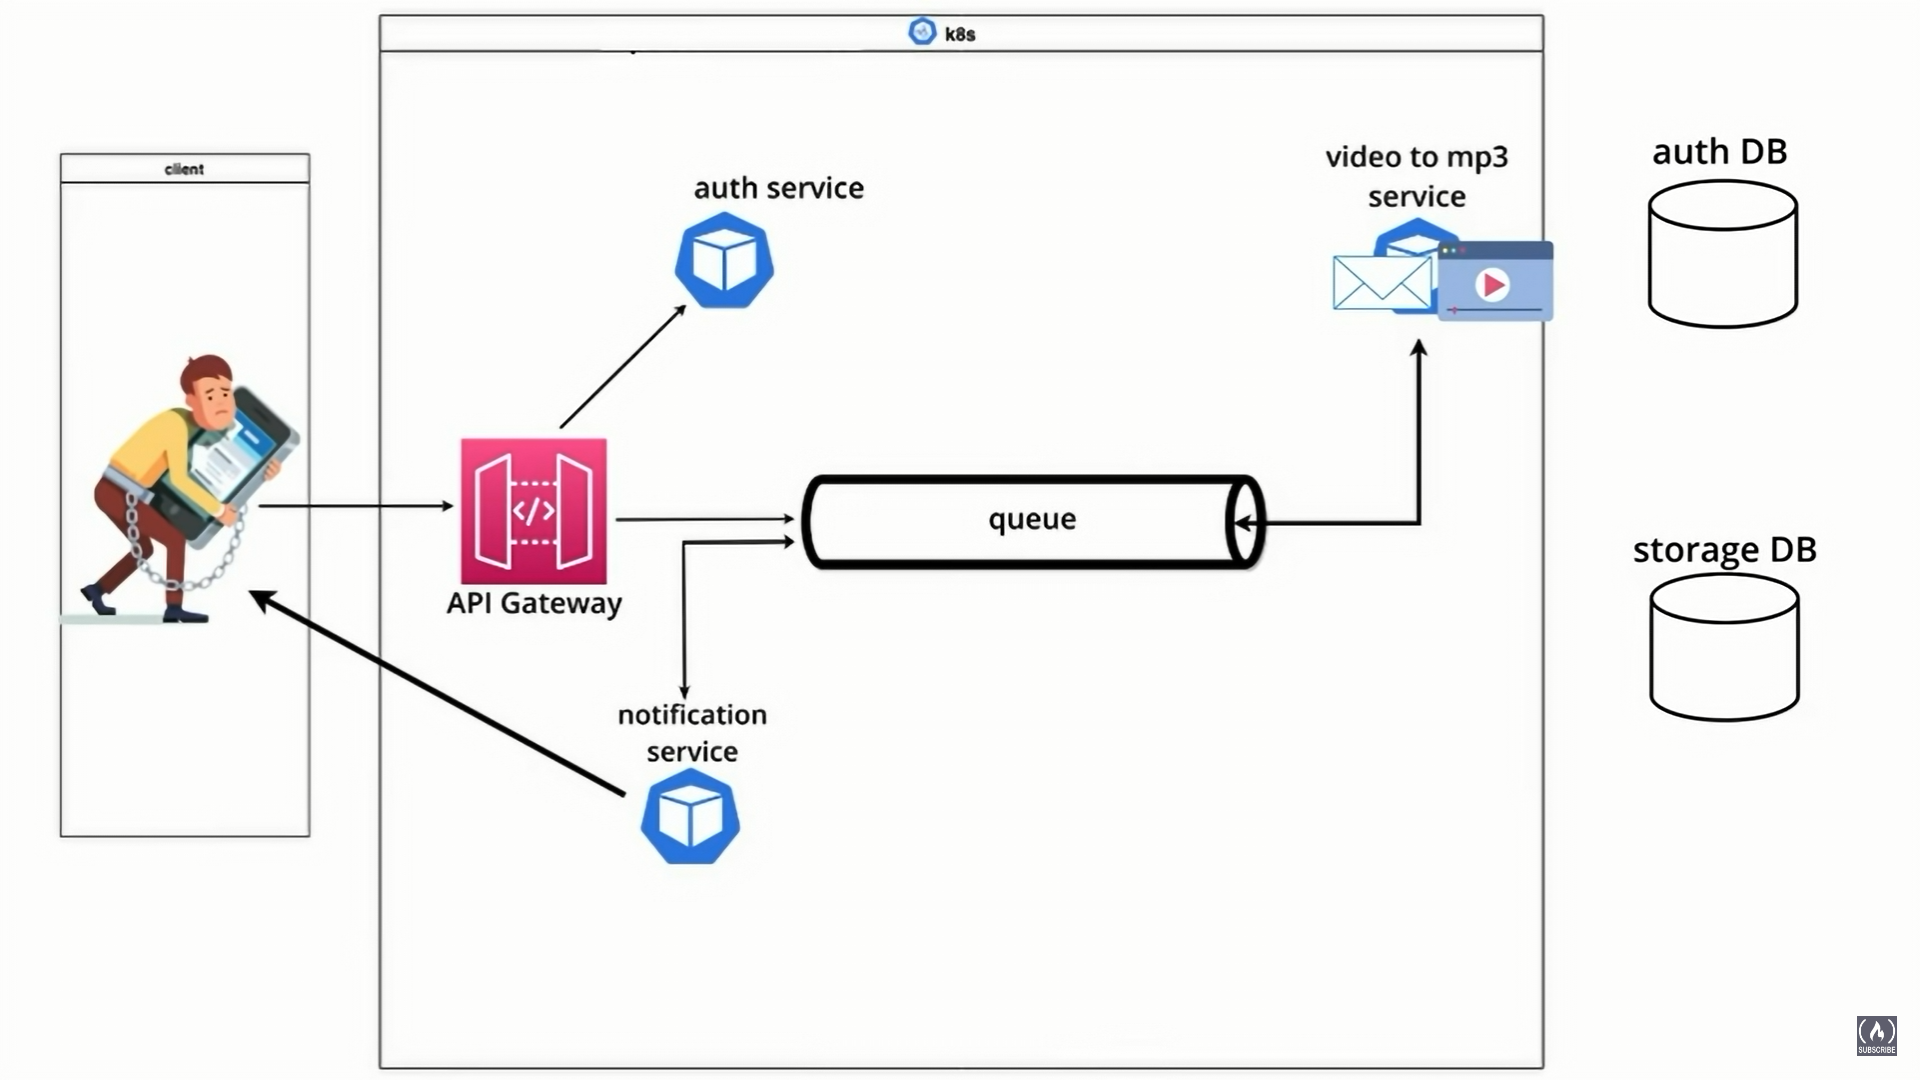 k8s
client
auth service
video to mp3
service
auth DB
queue
API Gateway
storage DB
notification
service
SUBSCRIBE